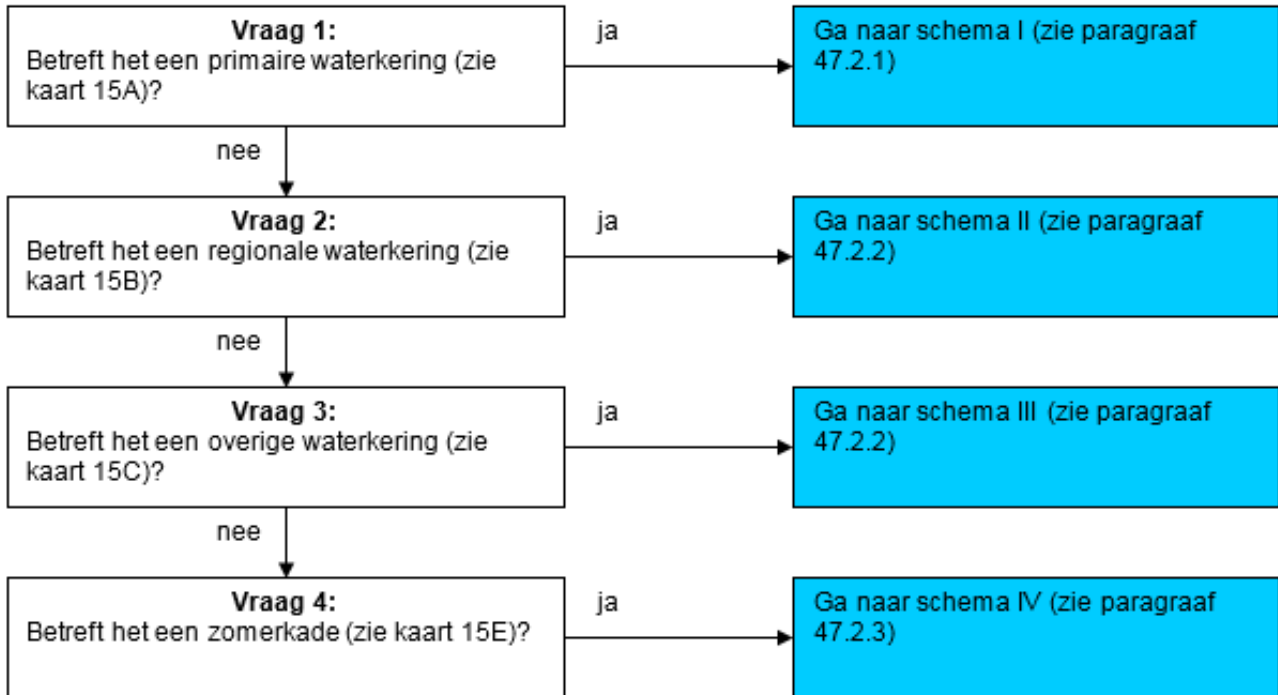 Vraag 1:
Betreft het een primaire waterkering (zie
kaart 15A)?
ja
Ga naar schema I (zie paragraaf
47.2.1)
nee
Vraag 2:
Betreft het een regionale waterkering (zie
kaart 15B)?
ja
Ga naar schema II (zie paragraaf
47.2.2)
nee
Vraag 3:
Betreft het een overige waterkering (zie
kaart 15C)?
ja
Ga naar schema III (zie paragraaf
47.2.2)
nee
Vraag 4:
Betreft het een zomerkade (zie kaart 15E)?
ja
Ga naar schema IV (zie paragraaf
47.2.3)